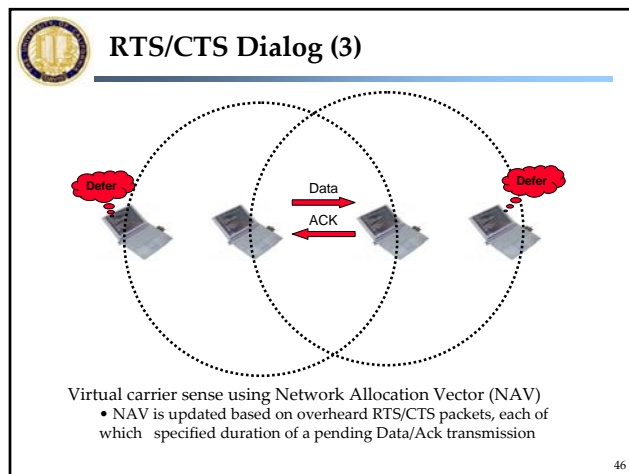 RTS/CTS Dialog (3)
Defer
Defer
Data
ACK
Virtual carrier sense using Network Allocation Vector (NAV)
• NAV is updated based on overheard RTS/CTS packets, each of
which specified duration of a pending Data/Ack transmission
46